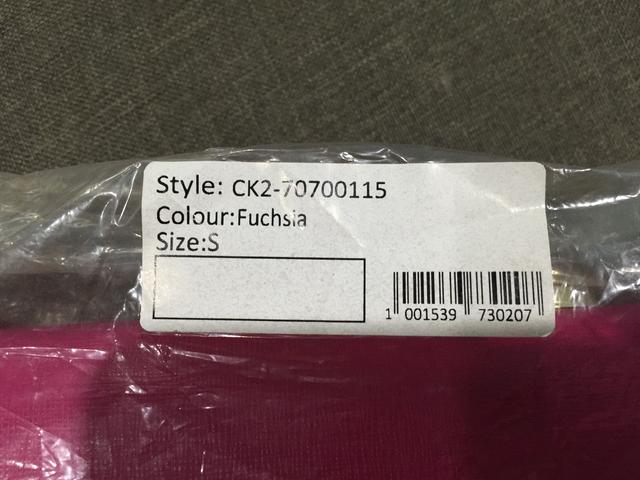 Style: CK2-70700115
Colour:Fuchsia
Size:S
1 001539 730207